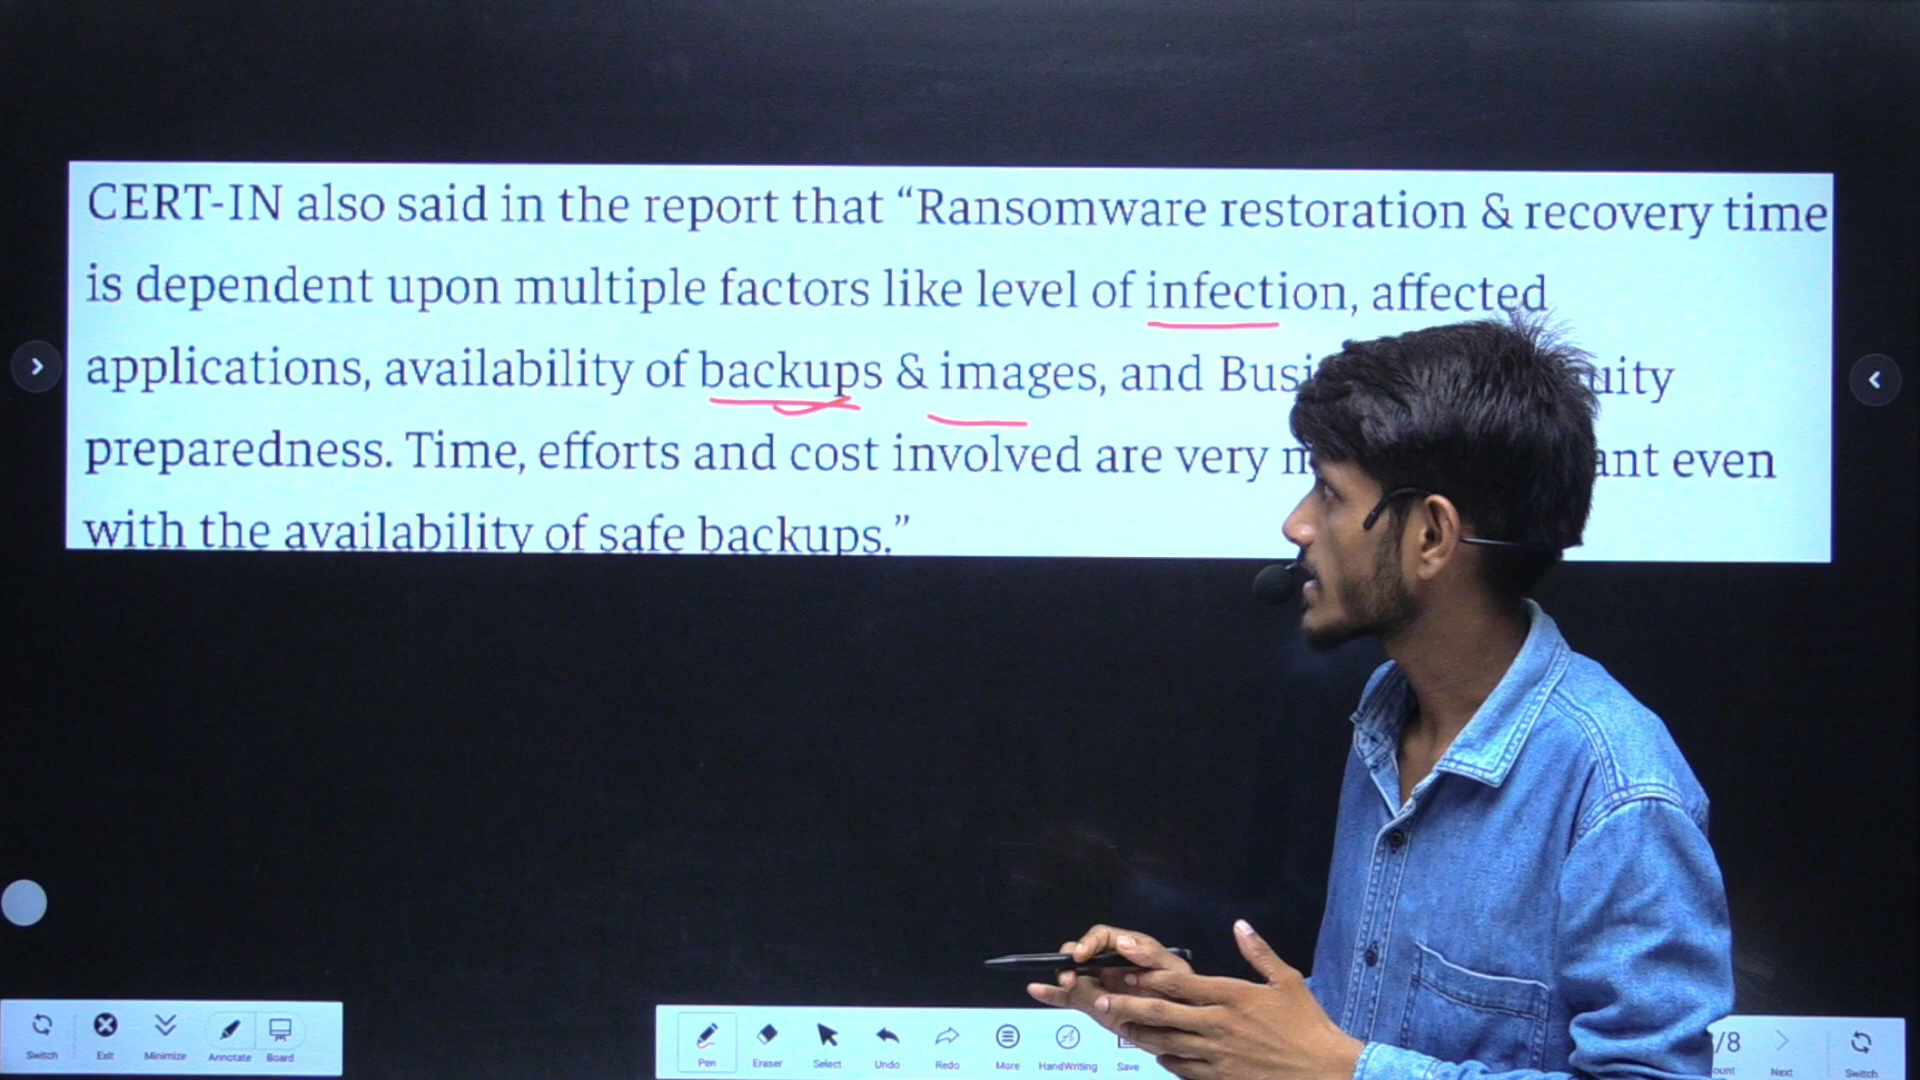 CERT-IN also said in the report that “Ransomware restoration & recovery time
is dependent upon multiple factors like level of infection, affected
applications, availability of backups & images, and Busi uity
preparedness. Time, efforts and cost involved are very m ant even
with the availability of safe backups.”
Switch Exit Minimize Annotate Board
Pen Eraser Select Undo Redo More HandWriting Save
/8 Next Switch